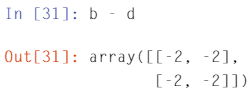 In [31]: b - d
Out[31]: array([[-2, -2],
[-2, -2]])